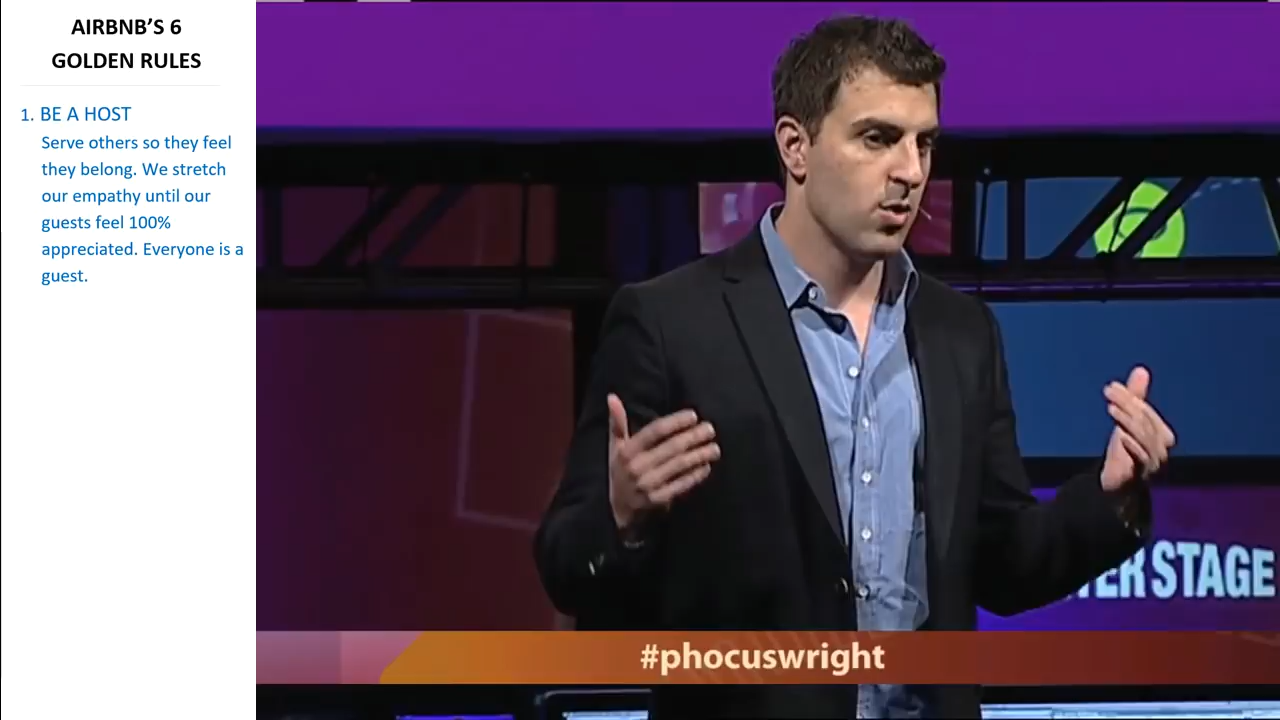 AIRBNB’S 6
GOLDEN RULES
1. BE A HOST
Serve others so they feel
they belong. We stretch
our empathy until our
guests feel 100%
appreciated. Everyone is a
guest.
STAGE
#phocuswright